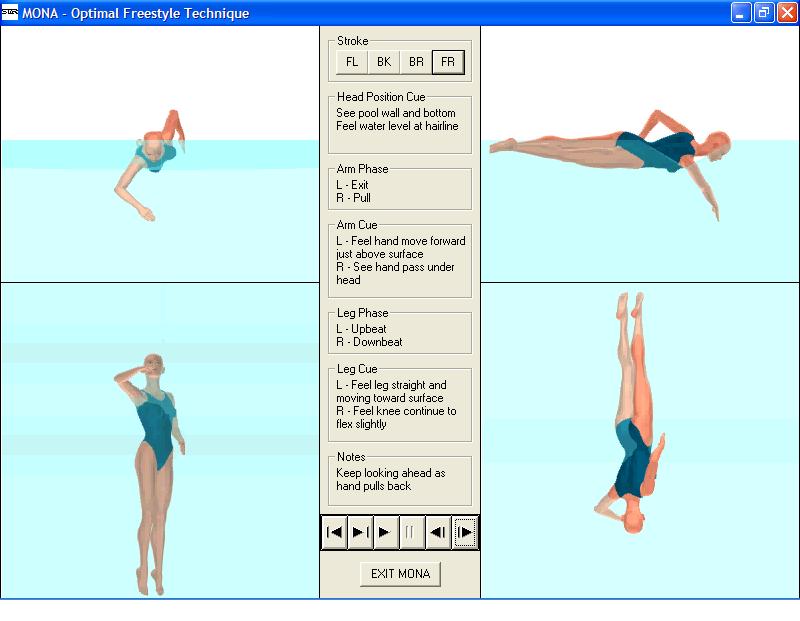 MONA - Optimal Freestyle Technique
Stroke
FL BK BR FR
Head Position Cue
See pool wall and bottom
Feel water level at hairline
Arm Phase
L - Exit
R - Pull
Arm Cue
L - Feel hand move forward
just above surface
R - See hand pass under
head
Leg Phase
L - Upbeat
R - Downbeat
Leg Cue
L - Feel leg straight and
moving toward surface
R - Feel knee continue to
flex slightly
Notes
Keep looking ahead as
hand pulls back
EXIT MONA